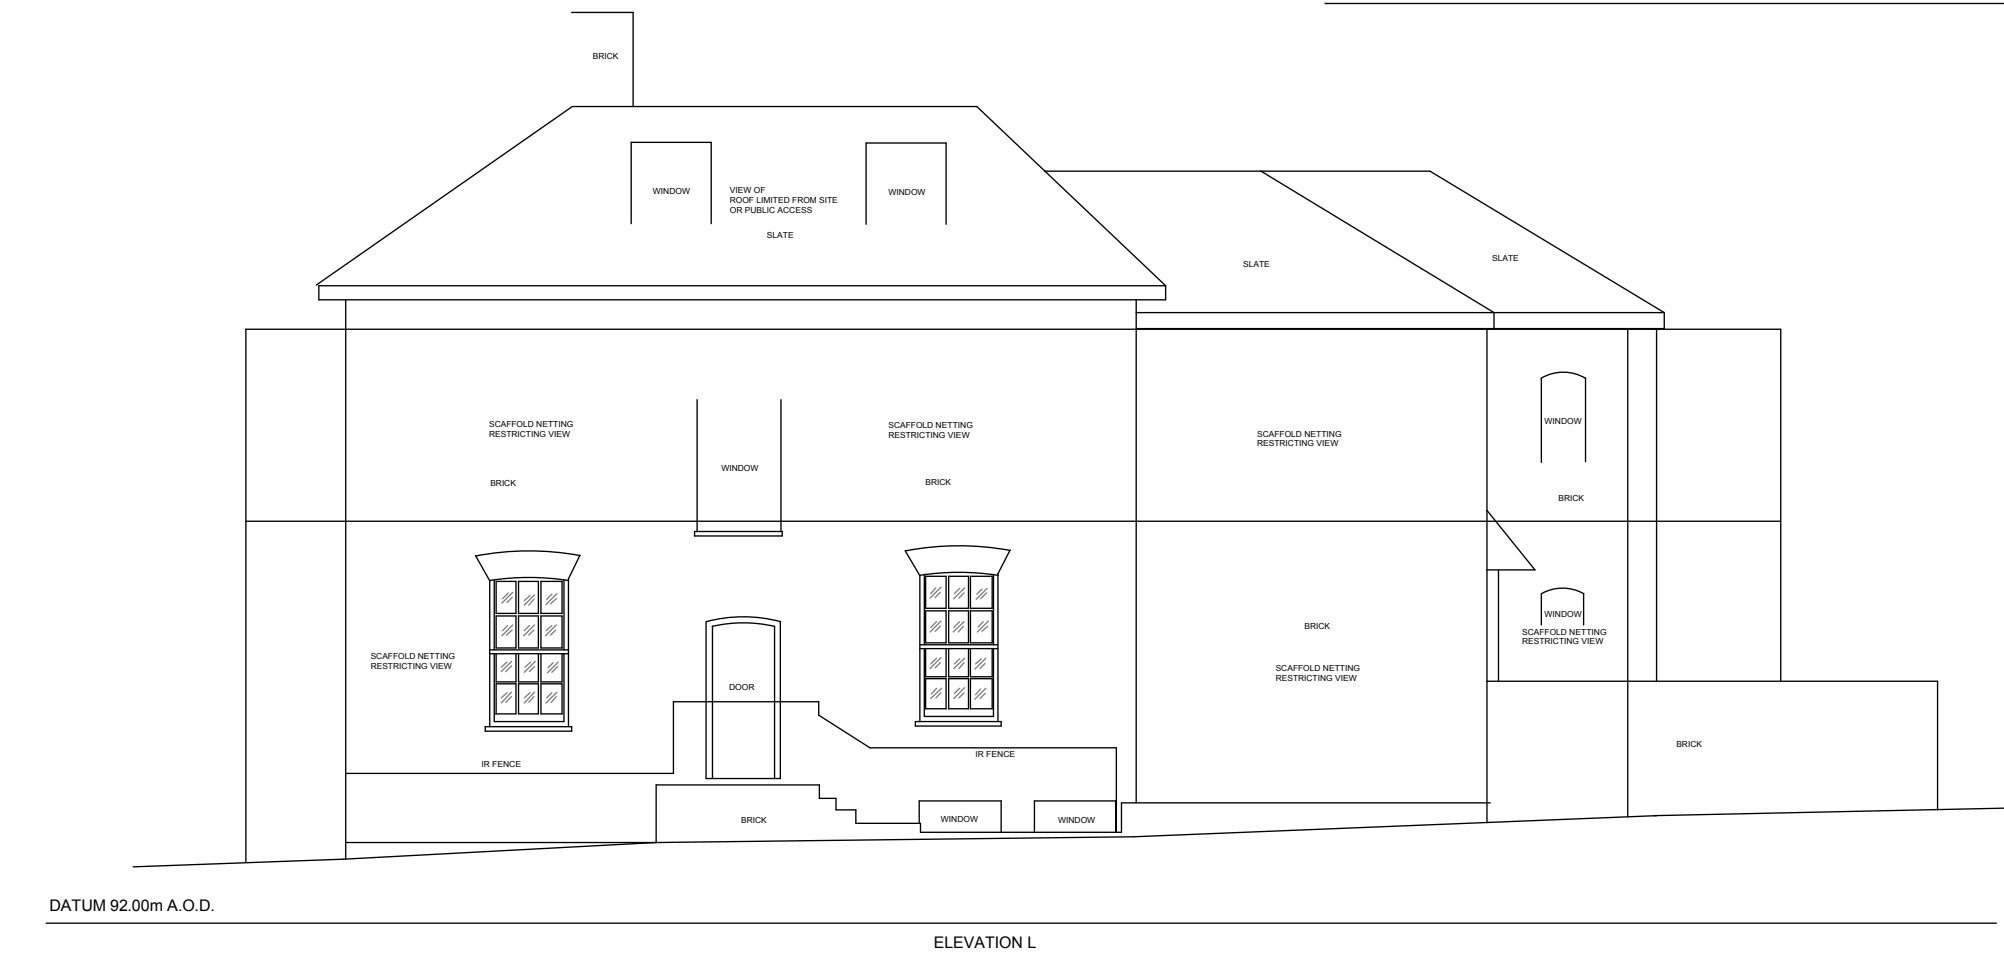 BRICK
WINDOW
VIEW OF
ROOF LIMITED FROM SITE
OR PUBLIC ACCESS
WINDOW
SLATE
SLATE
SLATE
SCAFFOLD NETTING
RESTRICTING VIEW
SCAFFOLD NETTING
RESTRICTING VIEW
SCAFFOLD NETTING
RESTRICTING VIEW
WINDOW
WINDOW
BRICK
BRICK
BRICK
WINDOW
SCAFFOLD NETTING
RESTRICTING VIEW
BRICK
SCAFFOLD NETTING
RESTRICTING VIEW
SCAFFOLD NETTING
RESTRICTING VIEW
DOOR
BRICK
IR FENCE
IR FENCE
BRICK
WINDOW
WINDOW
DATUM 92.00m A.O.D.
ELEVATION L